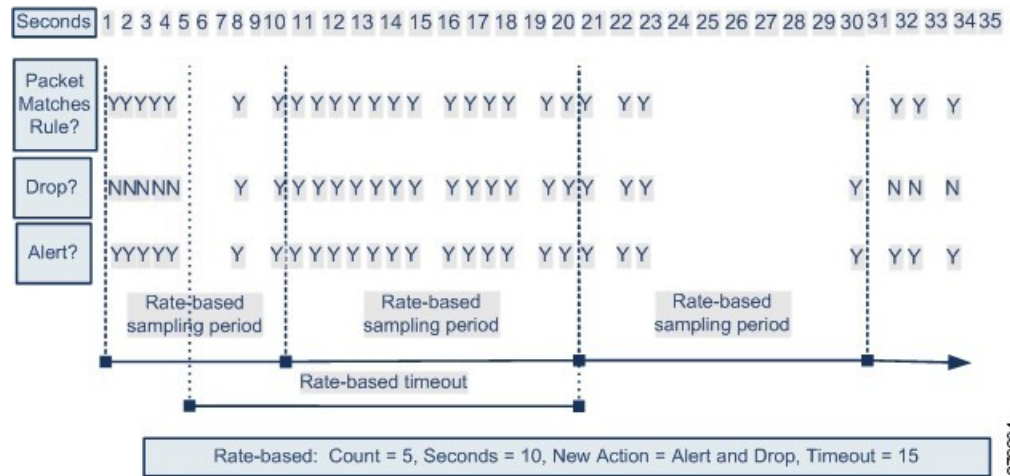 Seconds 1 2 3 4 5 6 7 8 9 10 11 12 13 14 15 16 17 18 19 20 21 22 23 24 25 26 27 28 29 30 31 32 33 34 35
Packet
Matches
Rule?
YYYYY Y Y Y Y Y Y Y Y Y Y Y Y Y Y Y Y Y Y Y Y Y Y
Drop?
NNNNN Y Y Y Y Y Y Y Y Y Y Y Y Y Y Y Y Y Y Y N N N
Alert?
YYYYY Y Y Y Y Y Y Y Y Y Y Y Y Y Y Y Y Y Y Y Y Y Y
Rate-based
sampling period
Rate-based
sampling period
Rate-based
sampling period
Rate-based timeout
Rate-based: Count = 5, Seconds = 10, New Action = Alert and Drop, Timeout = 15